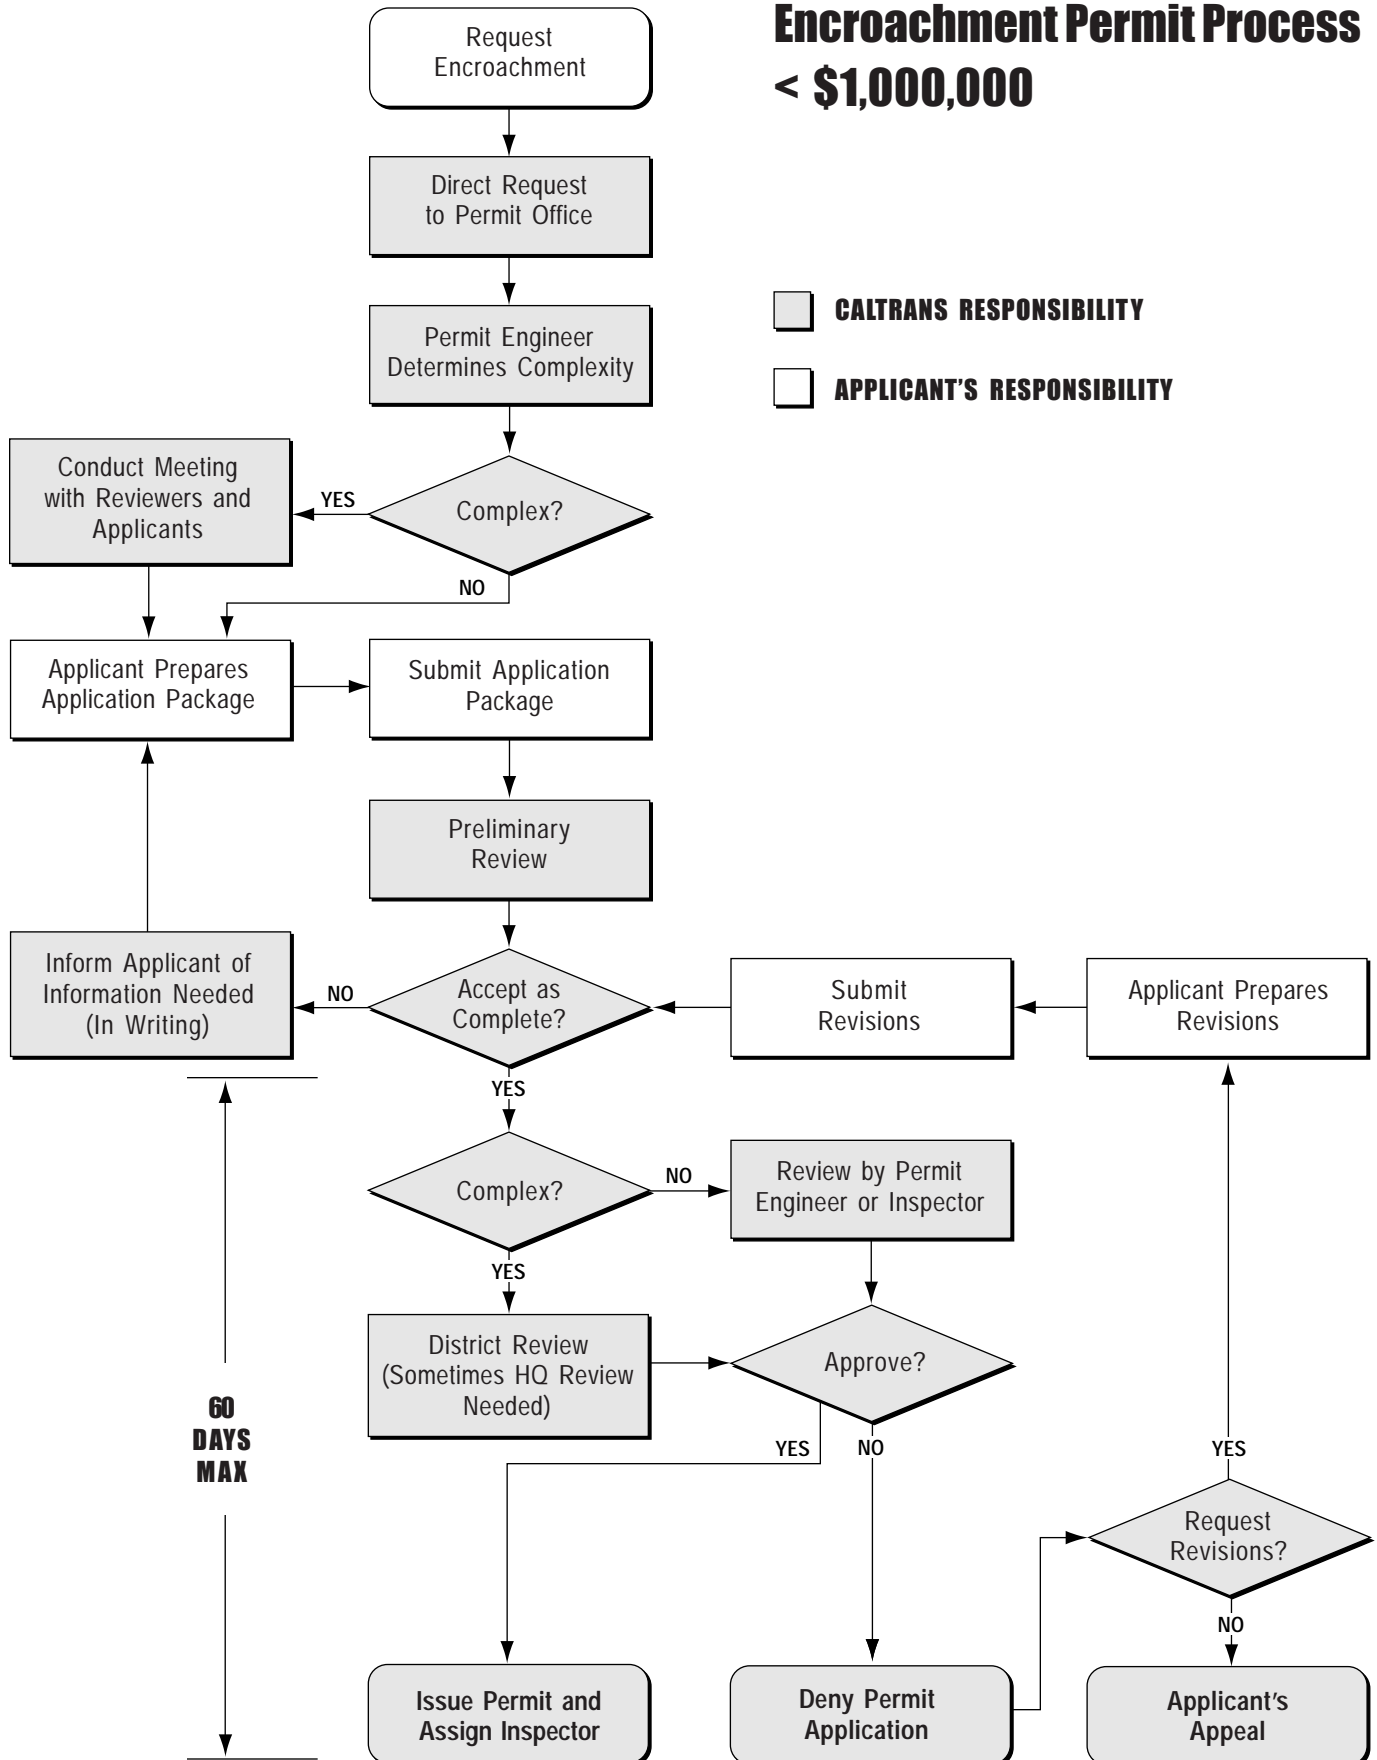 Encroachment Permit Process
< $1,000,000
Request
Encroachment
Direct Request
to Permit Office
CALTRANS RESPONSIBILITY
APPLICANT'S RESPONSIBILITY
Permit Engineer
Determines Complexity
Complex?
YES
NO
Conduct Meeting
with Reviewers and
Applicants
Applicant Prepares
Application Package
Submit Application
Package
Preliminary
Review
Accept as
Complete?
NO
Inform Applicant of
Information Needed
(In Writing)
Submit
Revisions
Applicant Prepares
Revisions
YES
Complex?
NO
Review by Permit
Engineer or Inspector
YES
District Review
(Sometimes HQ Review
Needed)
Approve?
60
DAYS
MAX
YES
NO
YES
Request
Revisions?
NO
Issue Permit and
Assign Inspector
Deny Permit
Application
Applicant's
Appeal